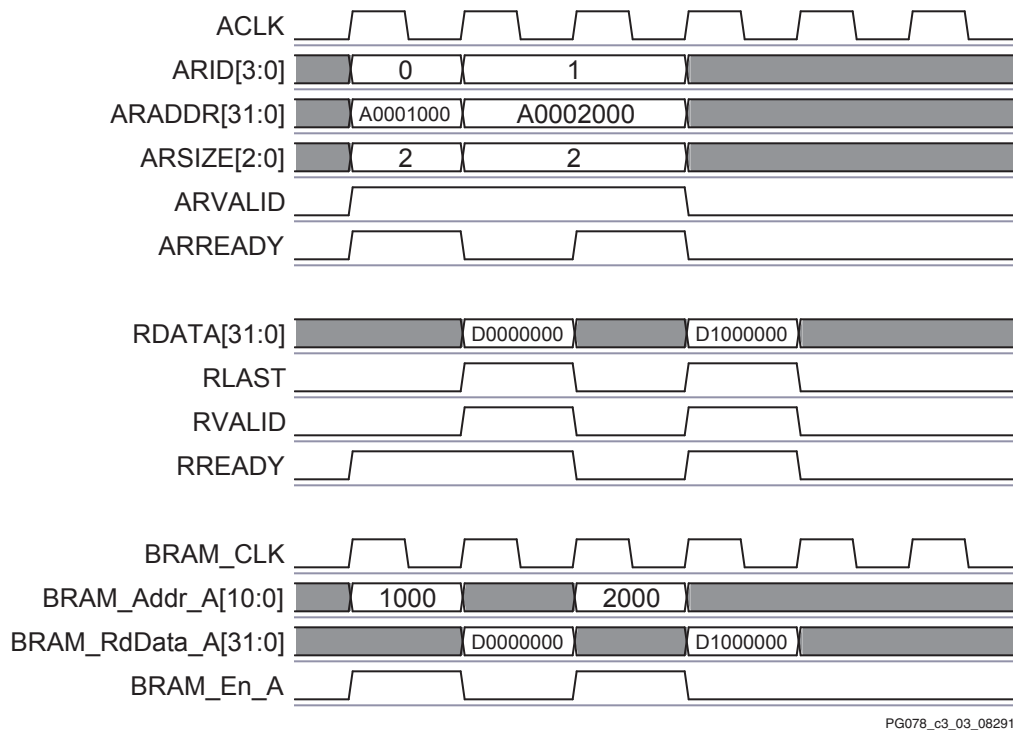 ACLK
ARID[3:0] 0 1
ARADDR[31:0] A0001000 A0002000
ARSIZE[2:0] 2 2
ARVALID
ARREADY
RDATA[31:0] D0000000 D1000000
RLAST
RVALID
RREADY
BRAM_CLK
BRAM_Addr_A[10:0] 1000 2000
BRAM_RdData_A[31:0] D0000000 D1000000
BRAM_En_A
PG078_c3_03_08291